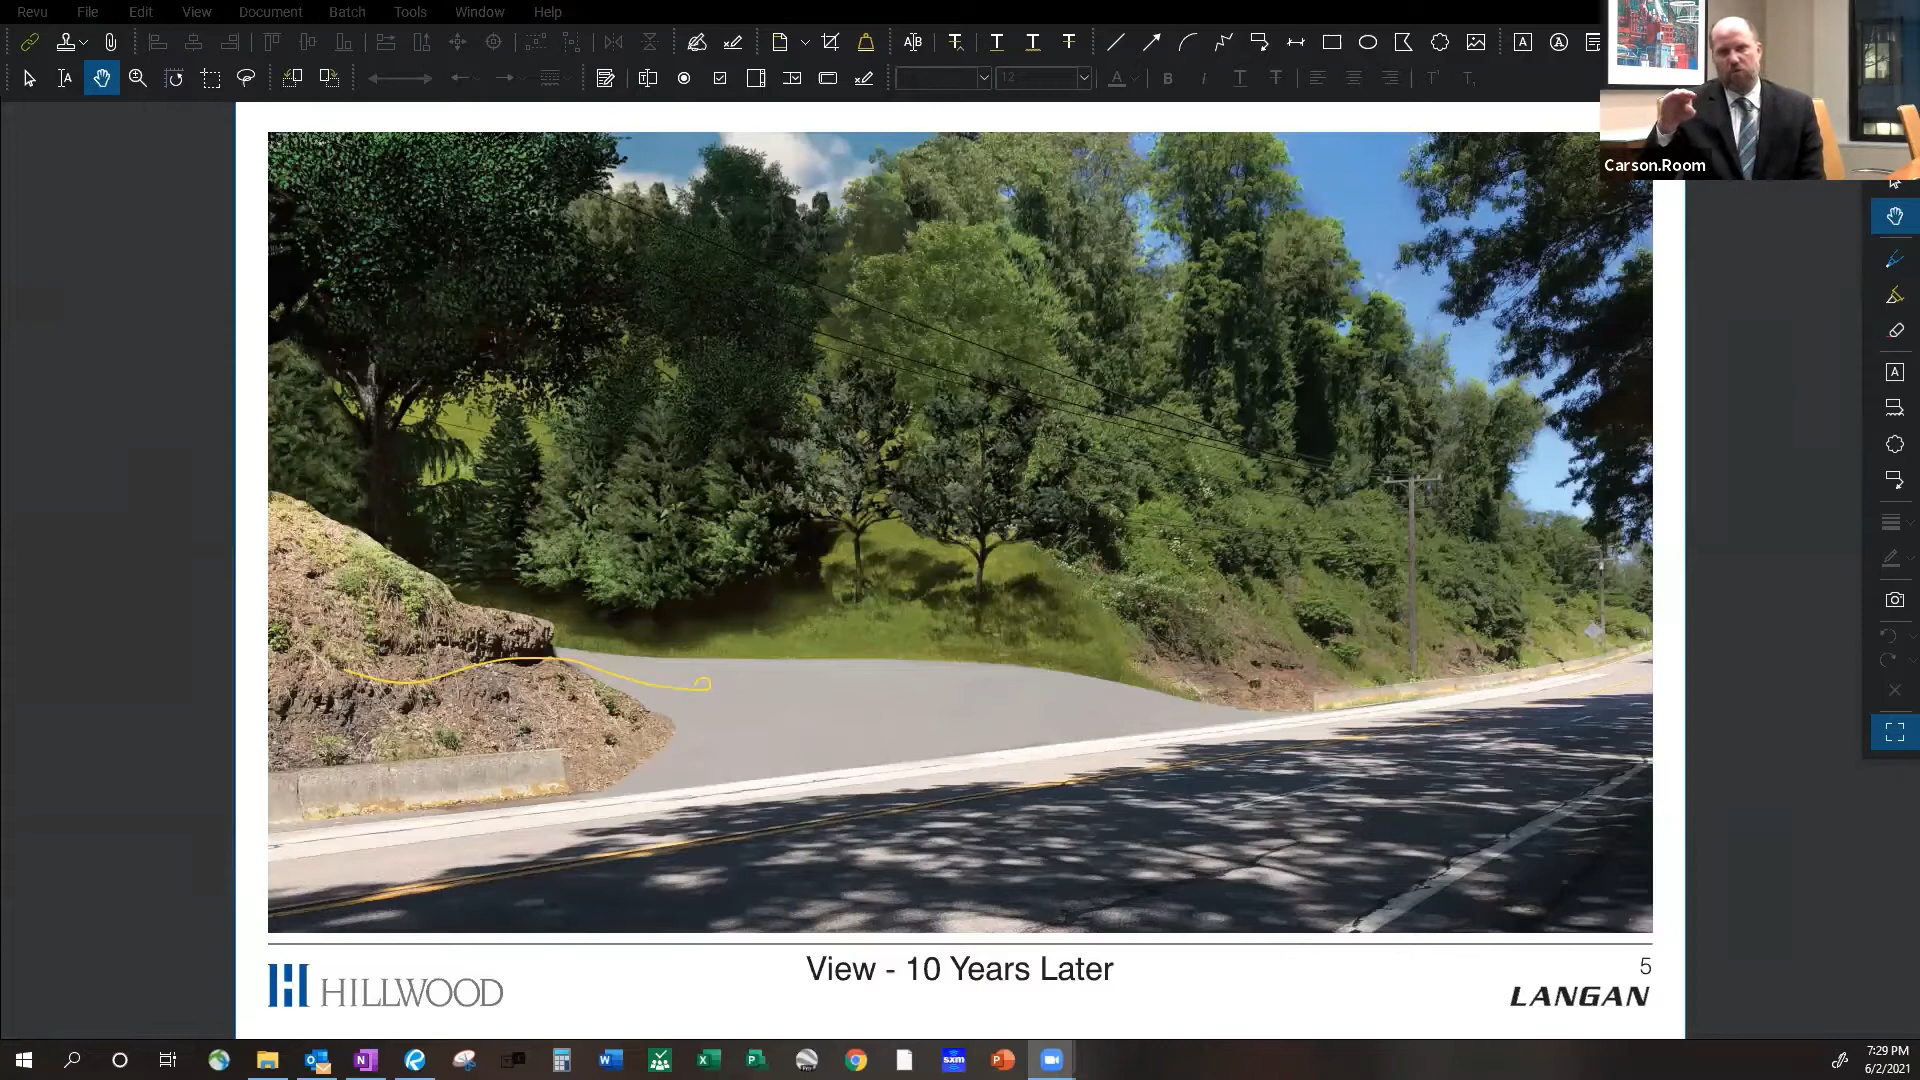 Revu File Edit View Document Batch Tools Window Help
12
Carson.Room
View - 10 Years Later
5
HILLWOOD
LANGAN
7:29 PM
6/2/2021